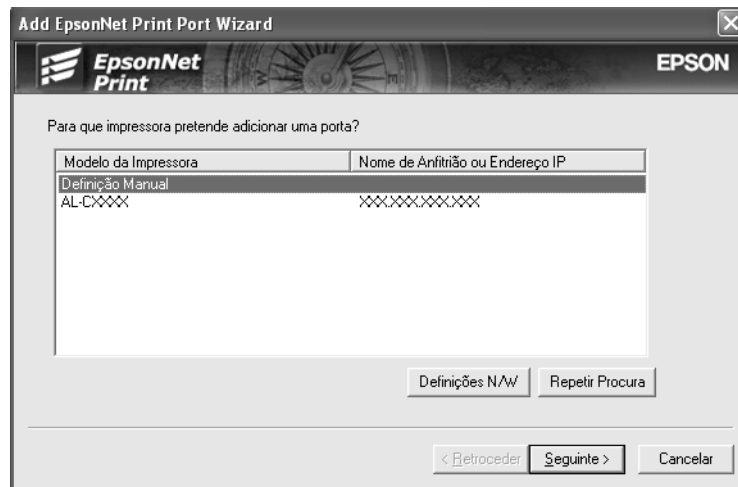 Add EpsonNet Print Port Wizard
EpsonNet
Print
EPSON
Para que impressora pretende adicionar uma porta?
Modelo da Impressora Nome de Anfitrião ou Endereço IP
Definição Manual
AL-CXXXX XXX.XXX.XXX.XXX
Definições N/W Repetir Procura
< Retroceder Seguinte > Cancelar